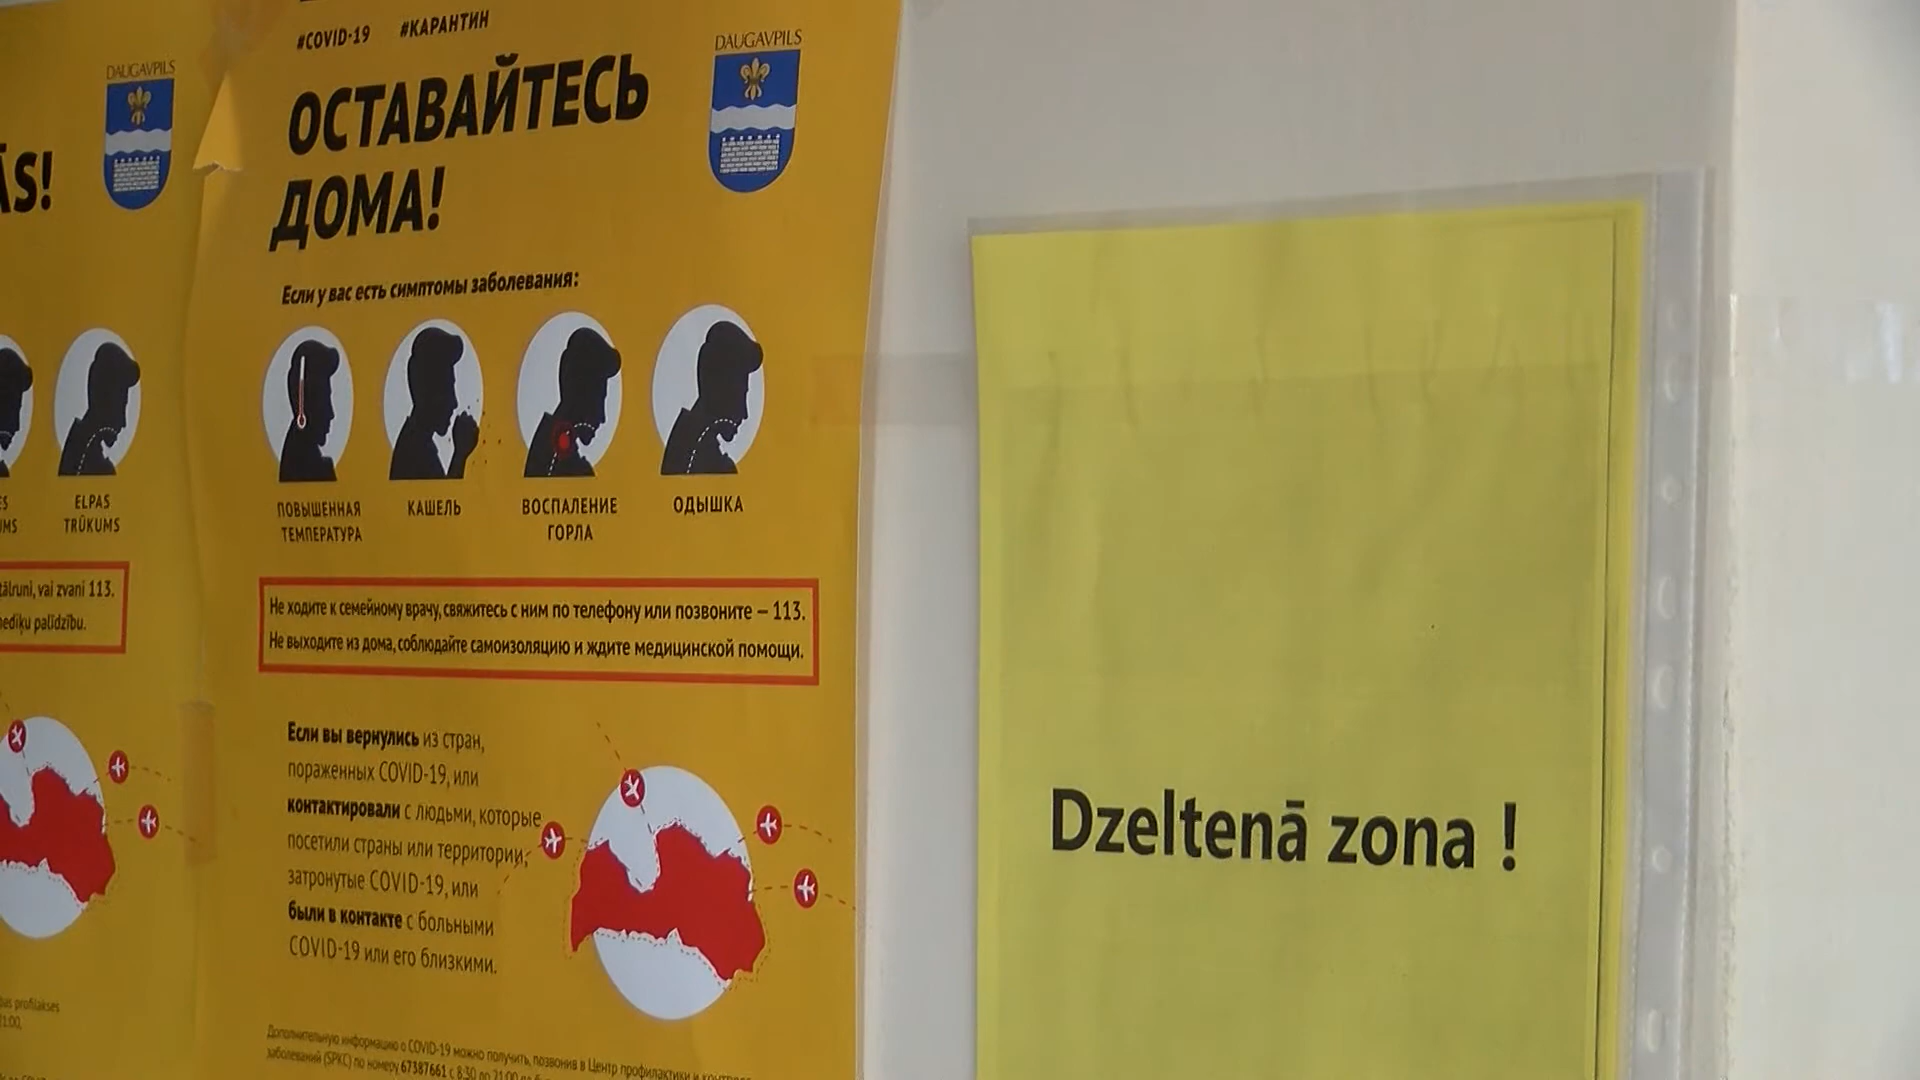 DAUGAVPILS
ĀS!
ELPAS
TRŪKUMS
tālruni, vai zvani 113.
palīdzību.
profilakses
#COVID-19 #КАРАНТИН
DAUGAVPILS
ОСТАВАЙТЕСЬ
ДОМА!
Если у вас есть симптомы заболевания:
ПОВЫШЕННАЯ
ТЕМПЕРАТУРА
КАШЕЛЬ
ВОСПАЛЕНИЕ
ГОРЛА
ОДЫШКА
Не ходите к семейному врачу, свяжитесь с ним по телефону или позвоните – 113.
Не выходите из дома, соблюдайте самоизоляцию и ждите медицинской помощи.
Если вы вернулись из стран,
пораженных COVID-19, или
контактировали с людьми, которые
посетили страны или территории,
затронутые COVID-19, или
были в контакте с больными
COVID-19 или его близкими.
Дополнительную информацию о COVID-19 можно получить, позвонив в Центр профилактики и
заболеваний (SPKC) по номеру 67387661 с 8:30 до 21:00
Dzeltenā zona !